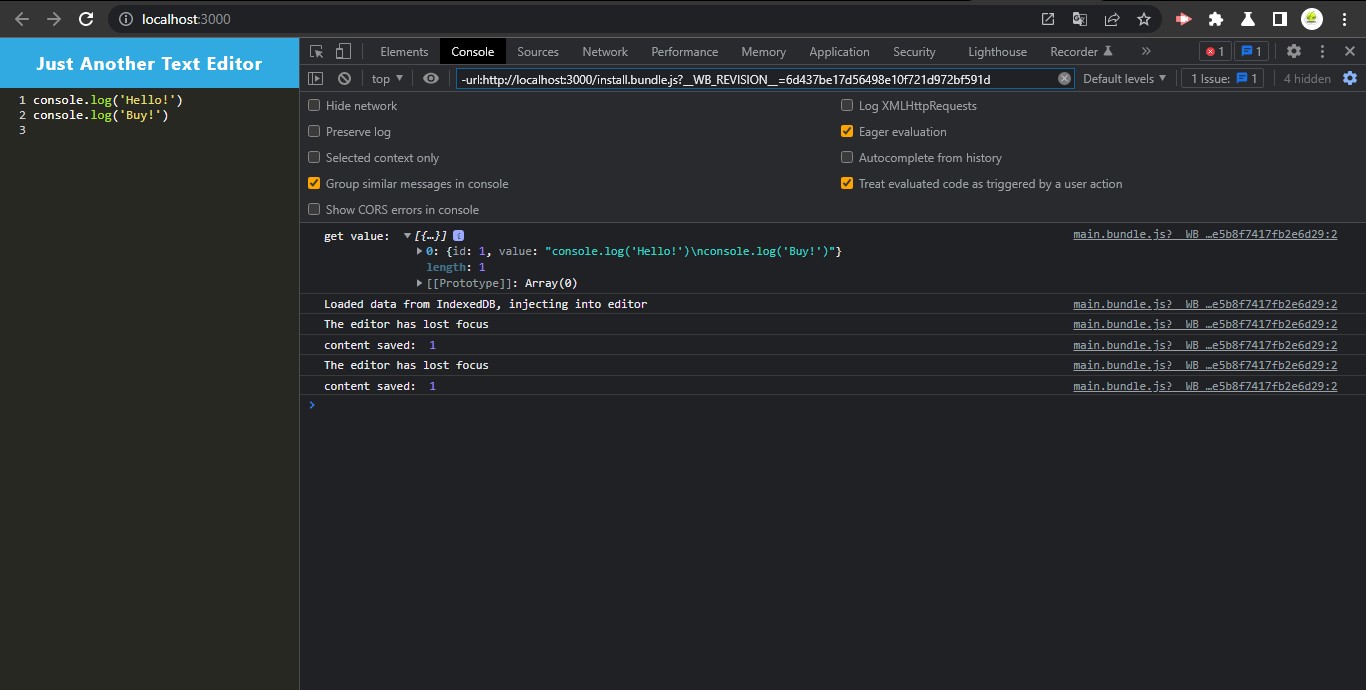 localhost:3000
Just Another Text Editor
1 console.log('Hello!')
2 console.log('Buy!')
3
Elements Console Sources Network Performance Memory Application Security Lighthouse Recorder » 1 1
top -url:http://localhost:3000/install.bundle.js?__WB_REVISION__=6d437be17d56498e10f721d972bf591d Default levels 1 Issue: 1 4 hidden
Hide network Log XMLHttpRequests
Preserve log Eager evaluation
Selected context only Autocomplete from history
Group similar messages in console Treat evaluated code as triggered by a user action
Show CORS errors in console
get value: [{…}] i main.bundle.js?__WB_…e5b8f7417fb2e6d29:2
0: {id: 1, value: "console.log('Hello!')\nconsole.log('Buy!')"}
length: 1
[[Prototype]]: Array(0)
Loaded data from IndexedDB, injecting into editor main.bundle.js?__WB_…e5b8f7417fb2e6d29:2
The editor has lost focus main.bundle.js?__WB_…e5b8f7417fb2e6d29:2
content saved: 1 main.bundle.js?__WB_…e5b8f7417fb2e6d29:2
The editor has lost focus main.bundle.js?__WB_…e5b8f7417fb2e6d29:2
content saved: 1 main.bundle.js?__WB_…e5b8f7417fb2e6d29:2